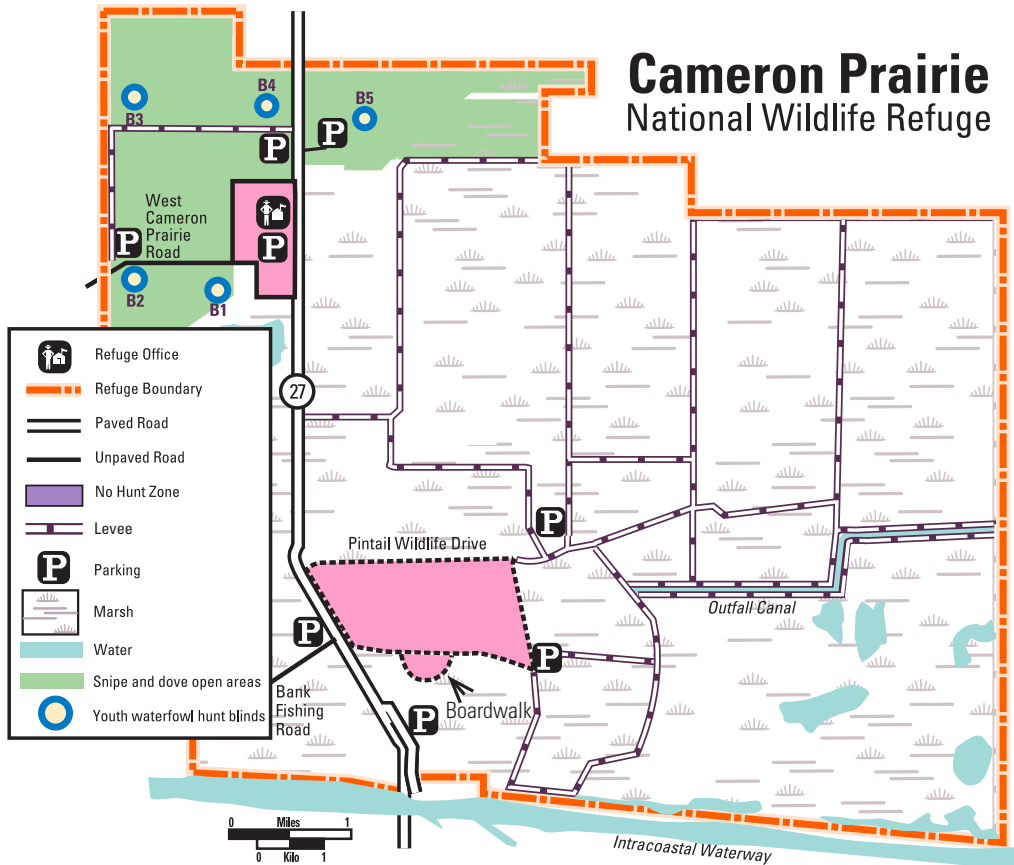 Cameron Prairie
National Wildlife Refuge
B3
B4
B5
P
P
West
Cameron
Prairie
Road
P
P
B2
B1
27
Refuge Office
Refuge Boundary
Paved Road
Unpaved Road
No Hunt Zone
Levee
P
Parking
Marsh
Water
Snipe and dove open areas
Youth waterfowl hunt blinds
P
Pintail Wildlife Drive
Outfall Canal
P
P
Bank
Fishing
Road
P
Boardwalk
0 Miles 1
0 Kilo 1
Intracoastal Waterway